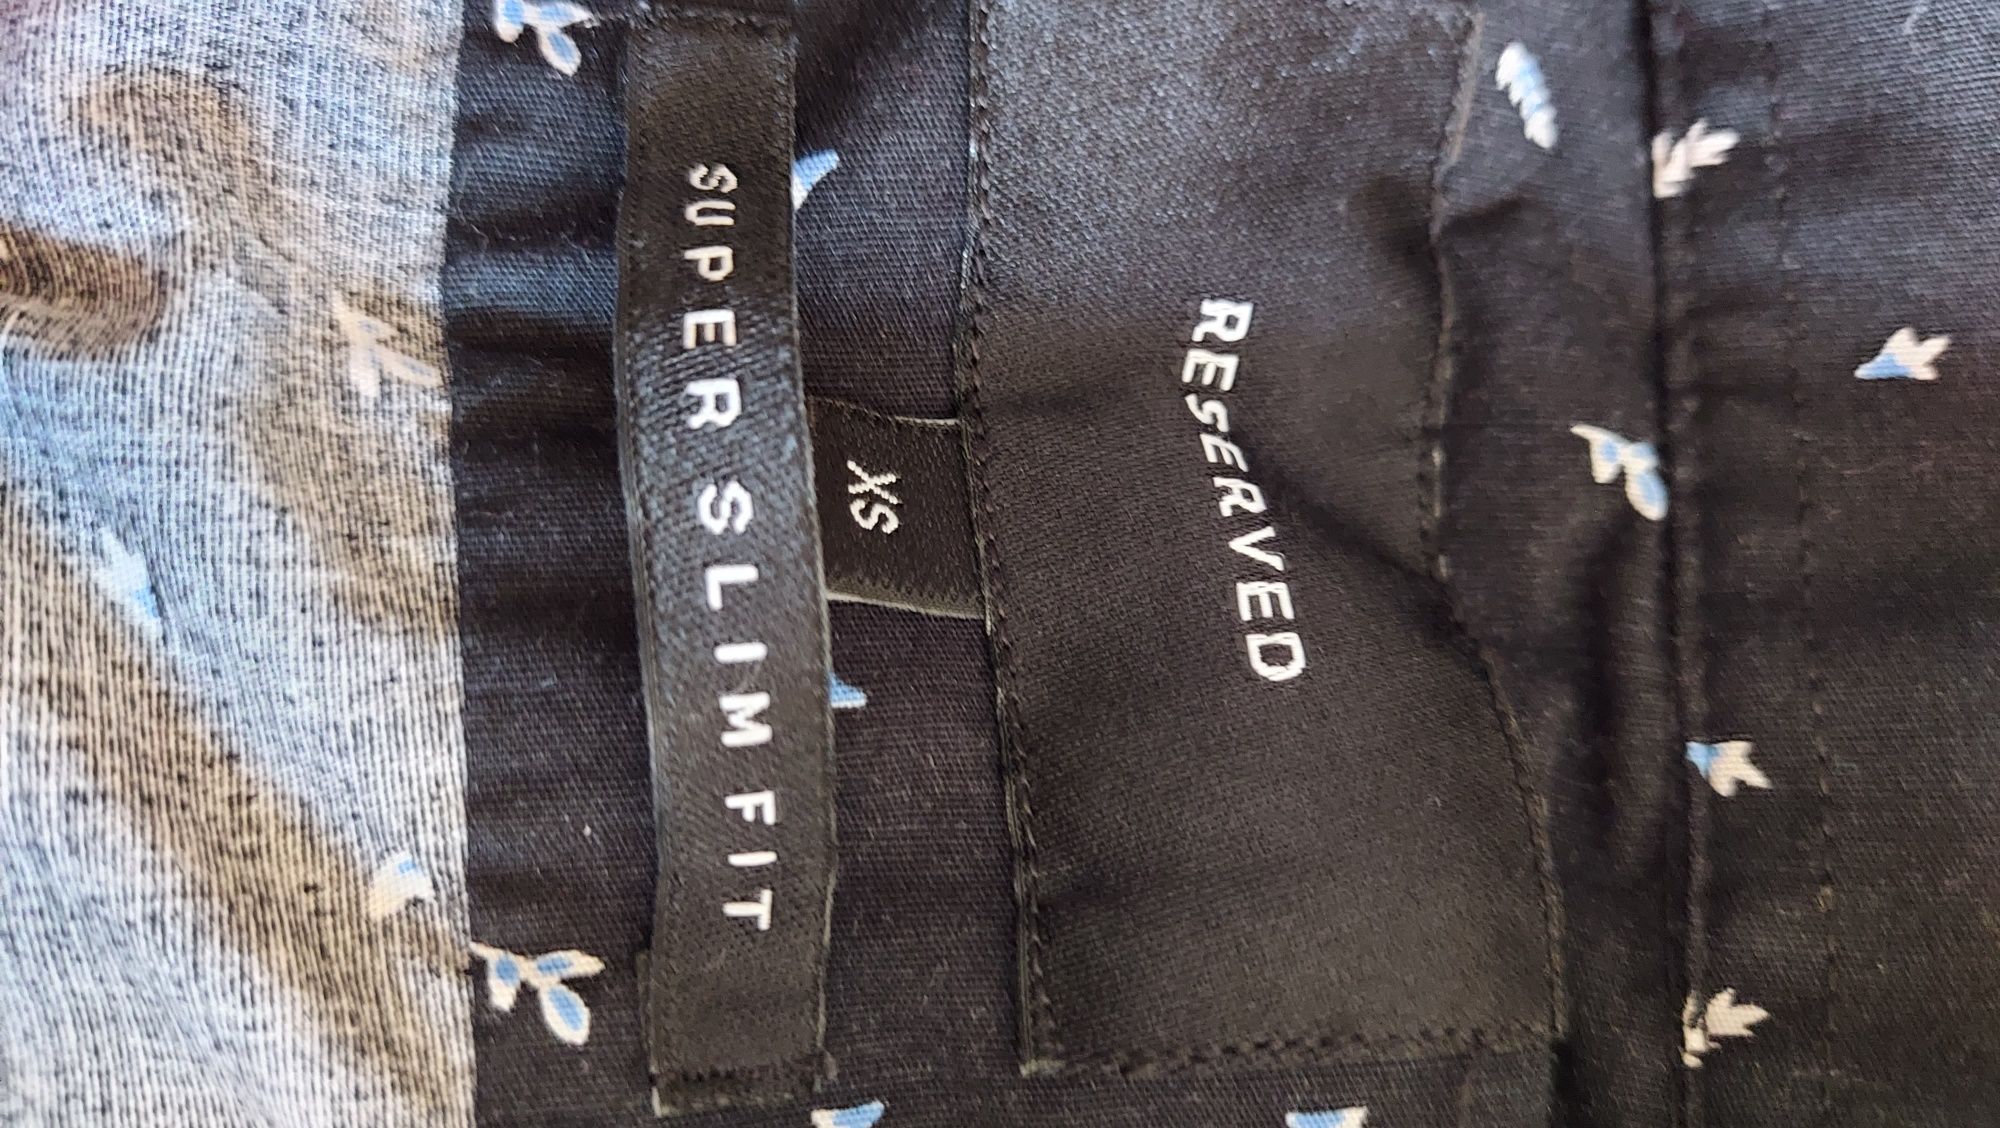 RESERVED
XS
SUPER SLIM FIT